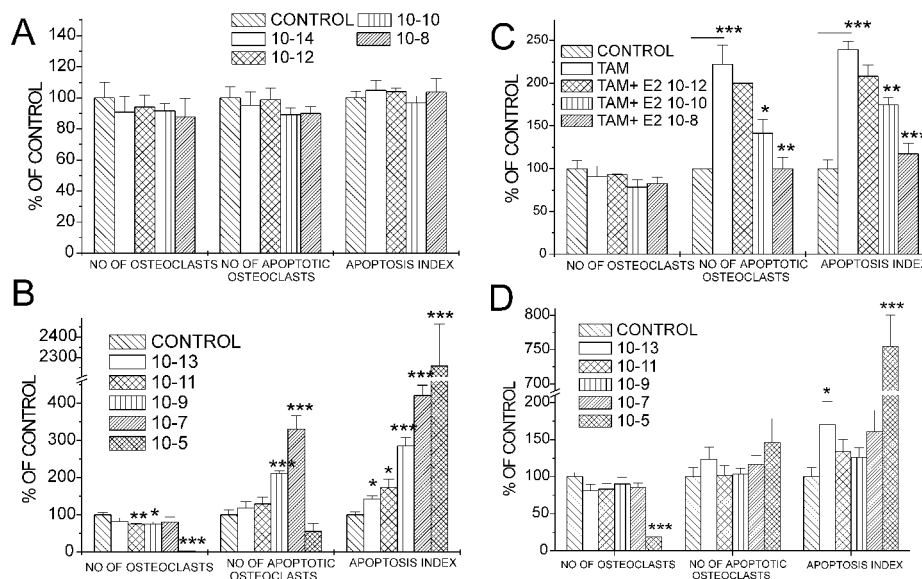 A
CONTROL
10-14
10-12
10-10
10-8
% OF CONTROL
140
120
100
80
60
40
20
0
NO OF OSTEOCLASTS
NO OF APOPTOTIC
OSTEOCLASTS
APOPTOSIS INDEX
C
CONTROL
TAM
TAM+ E2 10-12
TAM+ E2 10-10
TAM+ E2 10-8
% OF CONTROL
250
200
150
100
50
0
***
*
**
***
**
***
NO OF OSTEOCLASTS
NO OF APOPTOTIC
OSTEOCLASTS
APOPTOSIS INDEX
B
CONTROL
10-13
10-11
10-9
10-7
10-5
% OF CONTROL
2400
2300
400
300
200
100
0
**
*
***
***
***
*
*
***
***
***
NO OF OSTEOCLASTS
NO OF APOPTOTIC
OSTEOCLASTS
APOPTOSIS INDEX
D
CONTROL
10-13
10-11
10-9
10-7
10-5
% OF CONTROL
800
750
700
200
150
100
50
0
***
*
***
NO OF OSTEOCLASTS
NO OF APOPTOTIC
OSTEOCLASTS
APOPTOSIS INDEX